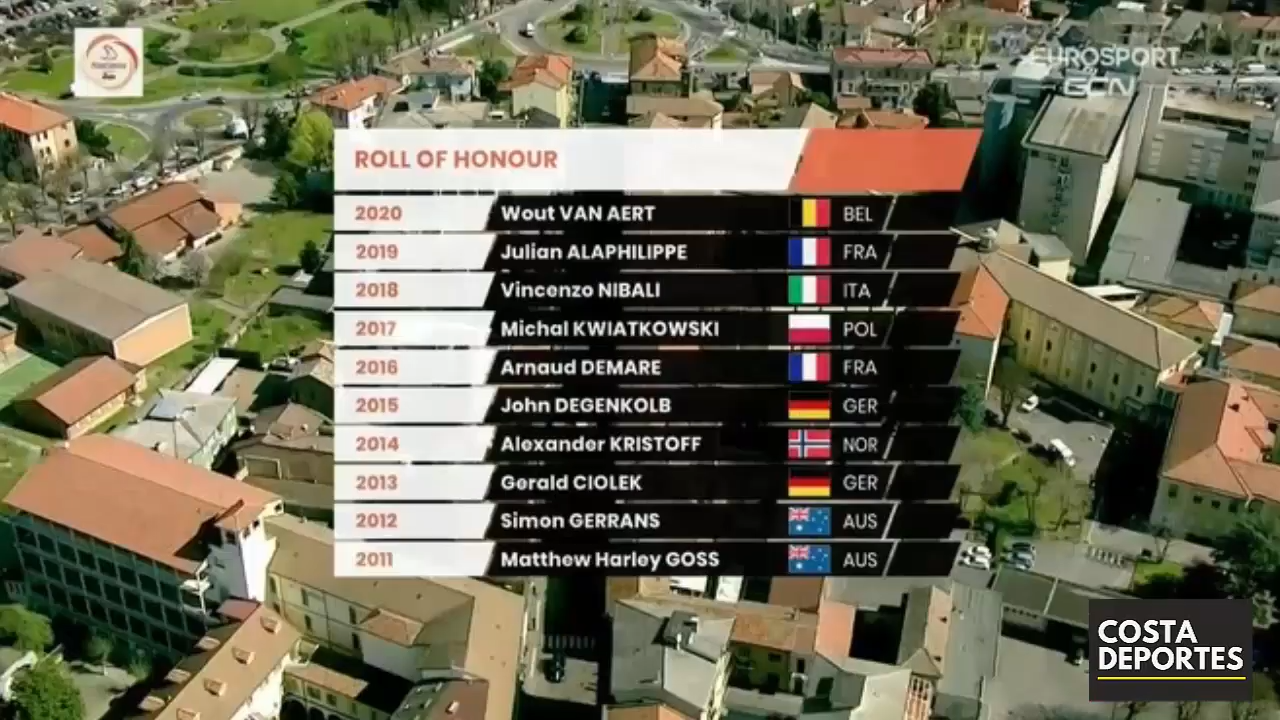 EUROSPORT
GCN
ROLL OF HONOUR
2020 Wout VAN AERT BEL
2019 Julian ALAPHILIPPE FRA
2018 Vincenzo NIBALI ITA
2017 Michal KWIATKOWSKI POL
2016 Arnaud DEMARE FRA
2015 John DEGENKOLB GER
2014 Alexander KRISTOFF NOR
2013 Gerald CIOLEK GER
2012 Simon GERRANS AUS
2011 Matthew Harley GOSS AUS
COSTA
DEPORTES